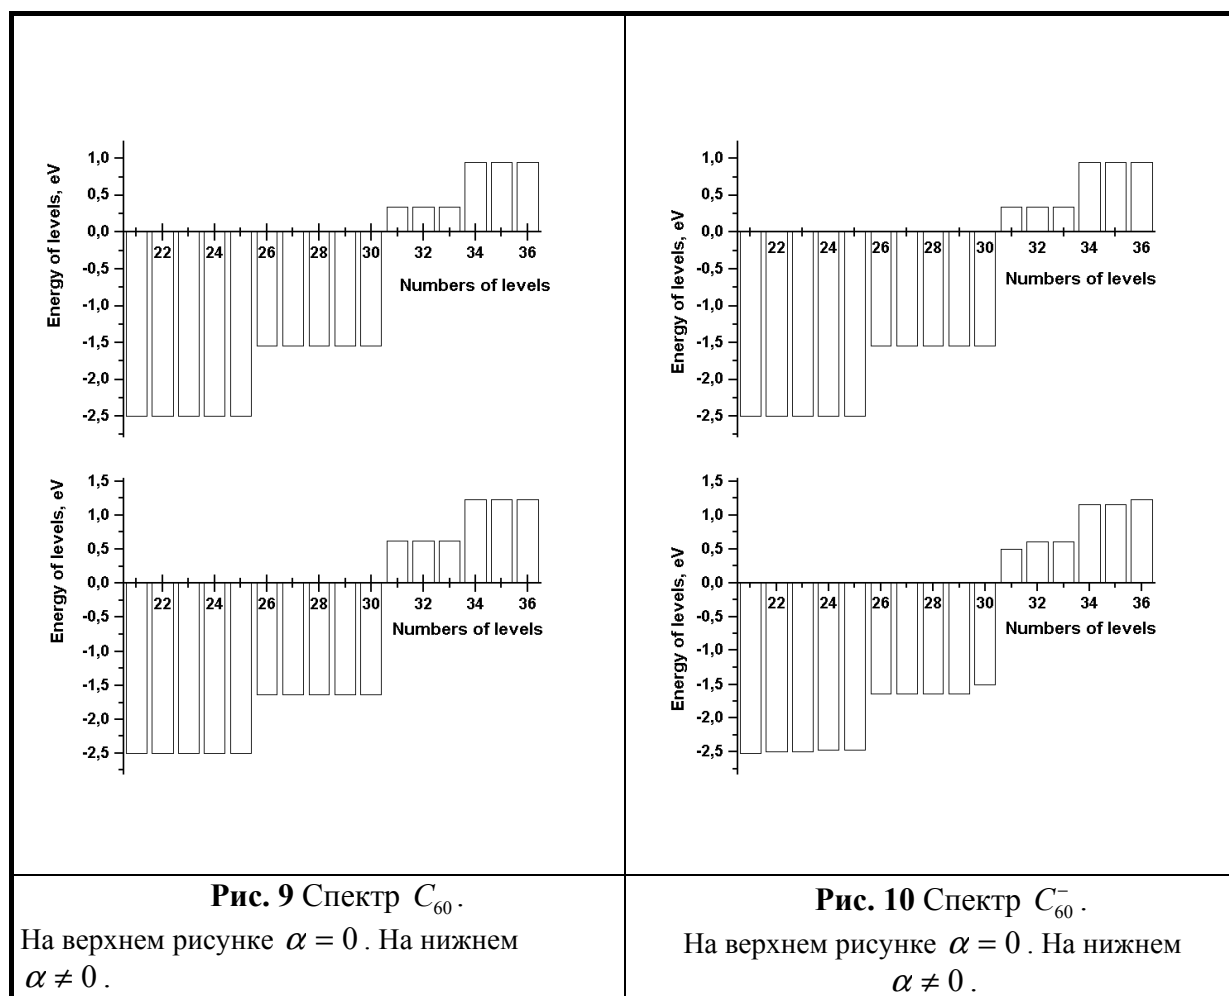 Energy of levels, eV
1,0
0,5
0,0
-0,5
-1,0
-1,5
-2,0
-2,5
22 24 26 28 30 32 34 36
Numbers of levels
Energy of levels, eV
1,5
1,0
0,5
0,0
-0,5
-1,0
-1,5
-2,0
-2,5
22 24 26 28 30 32 34 36
Numbers of levels
Рис. 9 Спектр C₆₀.
На верхнем рисунке α = 0. На нижнем
α ≠ 0.
Energy of levels, eV
1,0
0,5
0,0
-0,5
-1,0
-1,5
-2,0
-2,5
22 24 26 28 30 32 34 36
Numbers of levels
Energy of levels, eV
1,5
1,0
0,5
0,0
-0,5
-1,0
-1,5
-2,0
-2,5
22 24 26 28 30 32 34 36
Numbers of levels
Рис. 10 Спектр C₆₀⁻.
На верхнем рисунке α = 0. На нижнем
α ≠ 0.